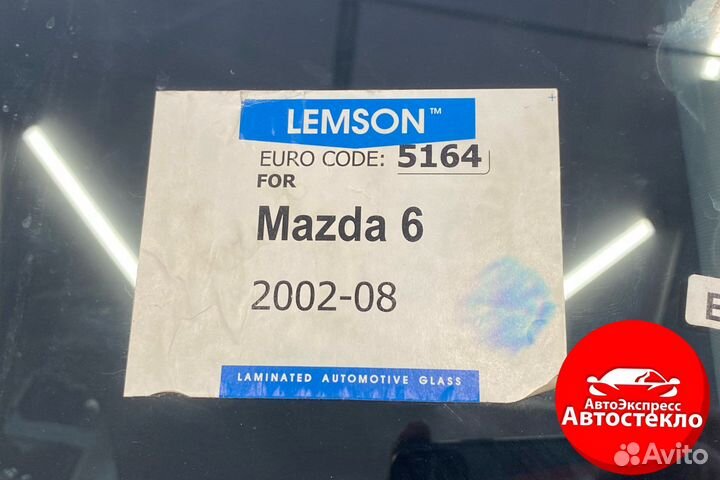 LEMSON™
EURO CODE: 5164
FOR
Mazda 6
2002-08
LAMINATED AUTOMOTIVE GLASS
E
АвтоЭкспресс
Автостекло
Avito